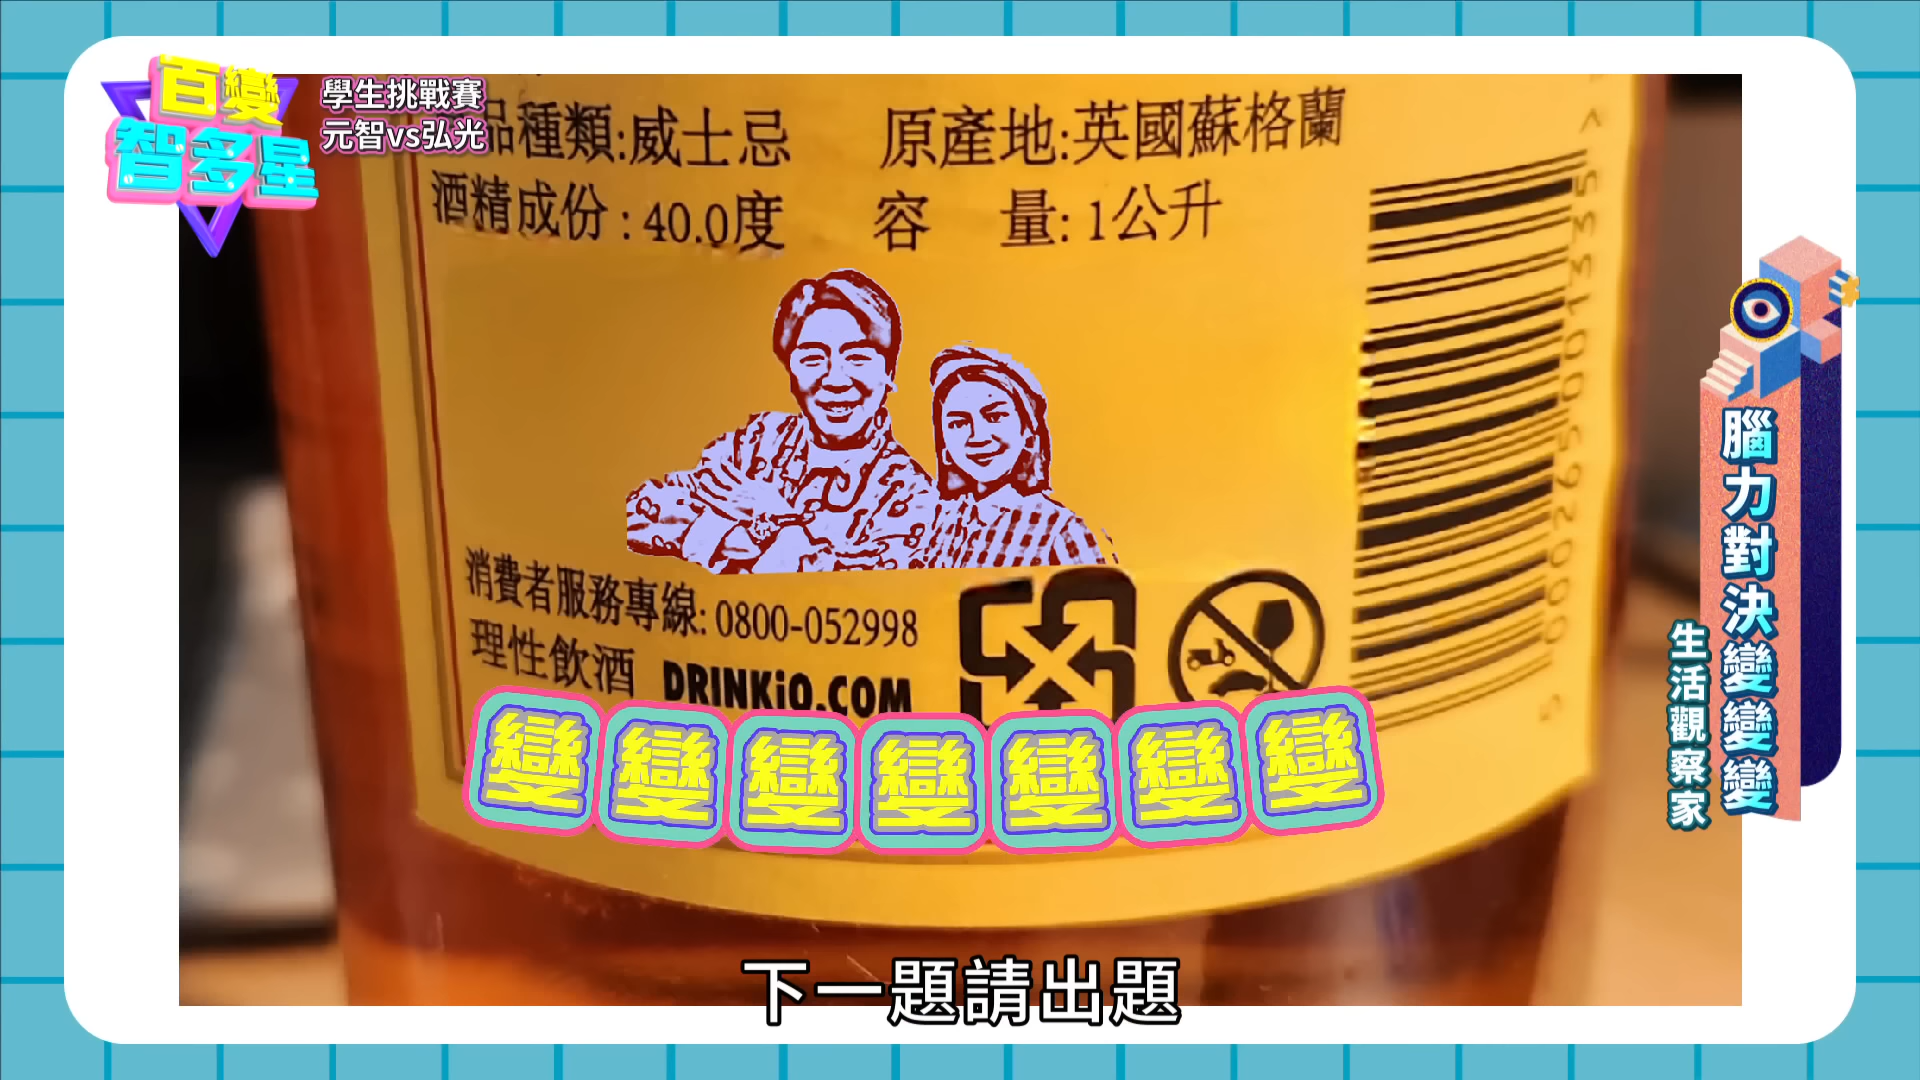 百變
智多星
學生挑戰賽
元智vs弘光
品種類:威士忌 原產地:英國蘇格蘭
酒精成份:40.0度 容 量:1公升
消費者服務專線:0800-052998
理性飲酒 DRINKiQ.COM
5 000265 001335 >
變變變變變變變
腦力對決變變變
生活觀察家
下一題請出題